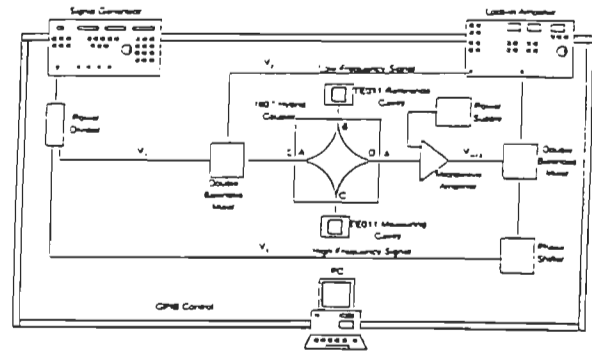 Signal Generator
Lock-in Amplifier
Low Frequency Signal
TE011 Reference
Cavity
180° Hybrid
Coupler
Power
Supply
Power
Divider
B
A
D
C
Double
Balanced
Mixer
Microwave
Amplifier
Double
Balanced
Mixer
TE011 Measuring
Cavity
High Frequency Signal
Phase
Shifter
PC
GPIB Control